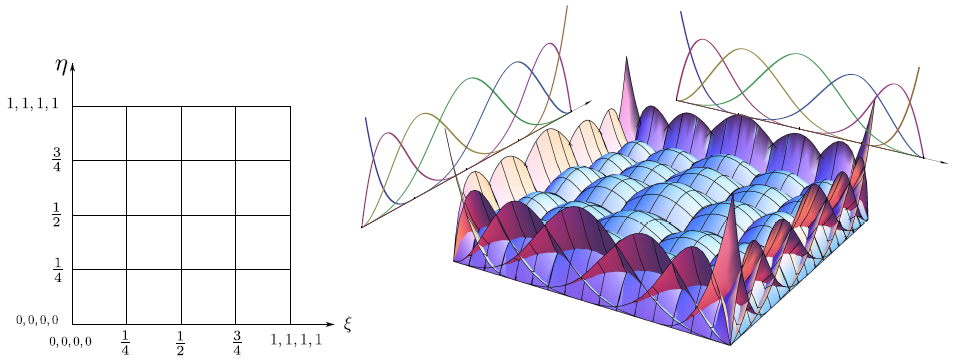 η
1, 1, 1, 1
3/4
1/2
1/4
0, 0, 0, 0
0, 0, 0, 0 1/4 1/2 3/4 1, 1, 1, 1 ξ